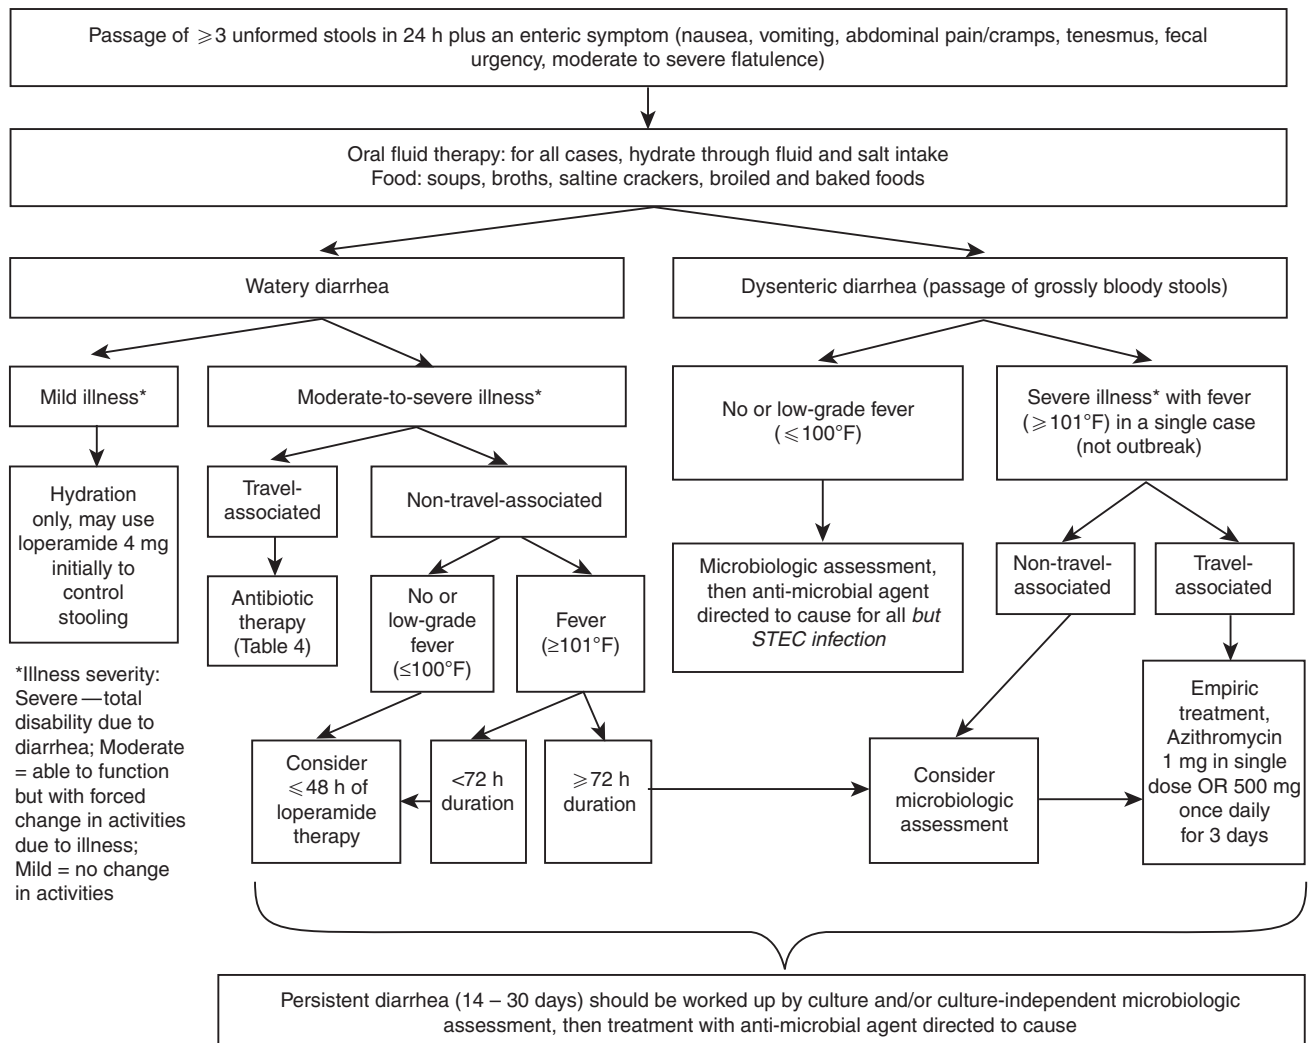 Passage of ⩾3 unformed stools in 24 h plus an enteric symptom (nausea, vomiting, abdominal pain/cramps, tenesmus, fecal
urgency, moderate to severe flatulence)
Oral fluid therapy: for all cases, hydrate through fluid and salt intake
Food: soups, broths, saltine crackers, broiled and baked foods
Watery diarrhea
Dysenteric diarrhea (passage of grossly bloody stools)
Mild illness*
Moderate-to-severe illness*
No or low-grade fever
(⩽100°F)
Severe illness* with fever
(⩾101°F) in a single case
(not outbreak)
Hydration
only, may use
loperamide 4 mg
initially to
control
stooling
Travel-
associated
Non-travel-associated
Antibiotic
therapy
(Table 4)
No or
low-grade
fever
(≤100°F)
Fever
(≥101°F)
Microbiologic assessment,
then anti-microbial agent
directed to cause for all but
STEC infection
Non-travel-
associated
Travel-
associated
*Illness severity:
Severe—total
disability due to
diarrhea; Moderate
= able to function
but with forced
change in activities
due to illness;
Mild = no change
in activities
Consider
⩽48 h of
loperamide
therapy
<72 h
duration
⩾72 h
duration
Consider
microbiologic
assessment
Empiric
treatment,
Azithromycin
1 mg in single
dose OR 500 mg
once daily
for 3 days
Persistent diarrhea (14 – 30 days) should be worked up by culture and/or culture-independent microbiologic
assessment, then treatment with anti-microbial agent directed to cause